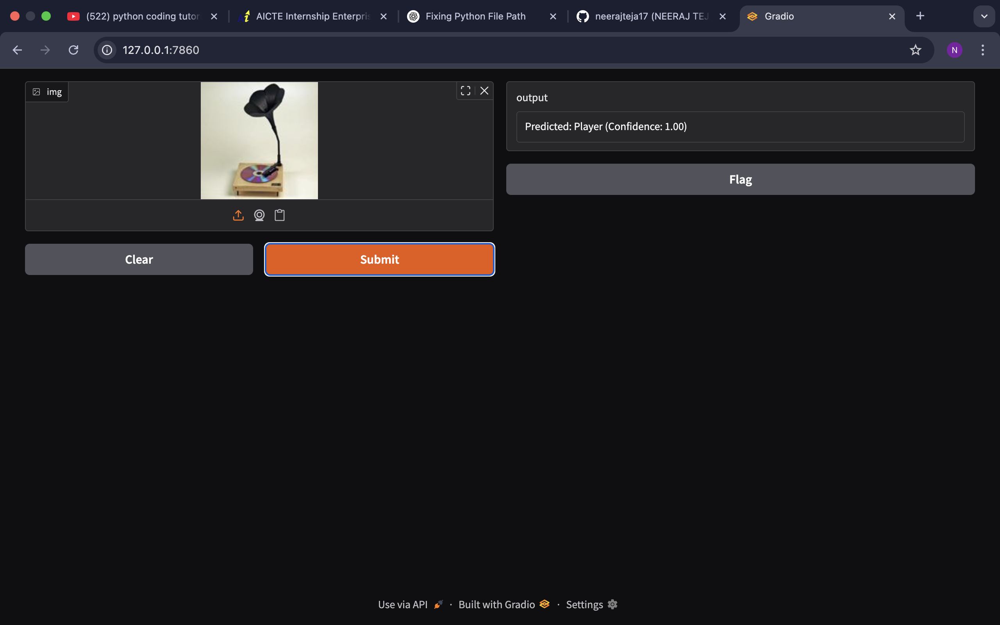 (522) python coding tutor
AICTE Internship Enterpris
Fixing Python File Path
neerajteja17 (NEERAJ TEJ
Gradio
127.0.0.1:7860
N
img
output
Predicted: Player (Confidence: 1.00)
Flag
Clear
Submit
Use via API · Built with Gradio · Settings